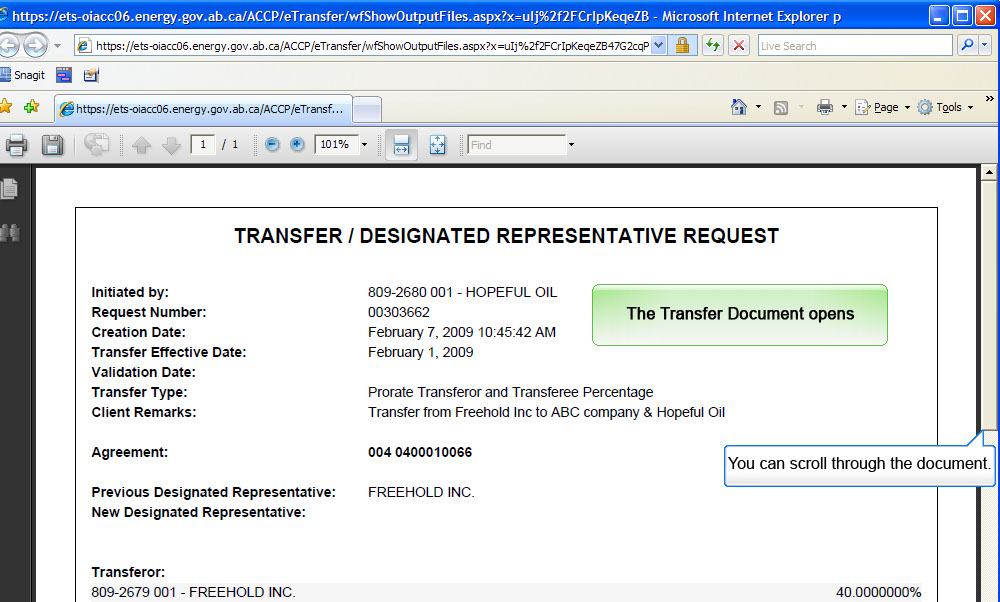 https://ets-oiacc06.energy.gov.ab.ca/ACCP/eTransfer/wfShowOutputFiles.aspx?x=uIj%2f2FCrIpKeqeZB - Microsoft Internet Explorer p
https://ets-oiacc06.energy.gov.ab.ca/ACCP/eTransfer/wfShowOutputFiles.aspx?x=uIj%2f2FCrIpKeqeZB47G2cqP
Live Search
Snagit
https://ets-oiacc06.energy.gov.ab.ca/ACCP/eTransf...
Page
Tools
»
1 / 1
101%
Find
TRANSFER / DESIGNATED REPRESENTATIVE REQUEST
Initiated by: 809-2680 001 - HOPEFUL OIL
Request Number: 00303662
The Transfer Document opens
Creation Date: February 7, 2009 10:45:42 AM
Transfer Effective Date: February 1, 2009
Validation Date:
Transfer Type: Prorate Transferor and Transferee Percentage
Client Remarks: Transfer from Freehold Inc to ABC company & Hopeful Oil
Agreement: 004 0400010066
You can scroll through the document.
Previous Designated Representative: FREEHOLD INC.
New Designated Representative:
Transferor:
809-2679 001 - FREEHOLD INC. 40.0000000%